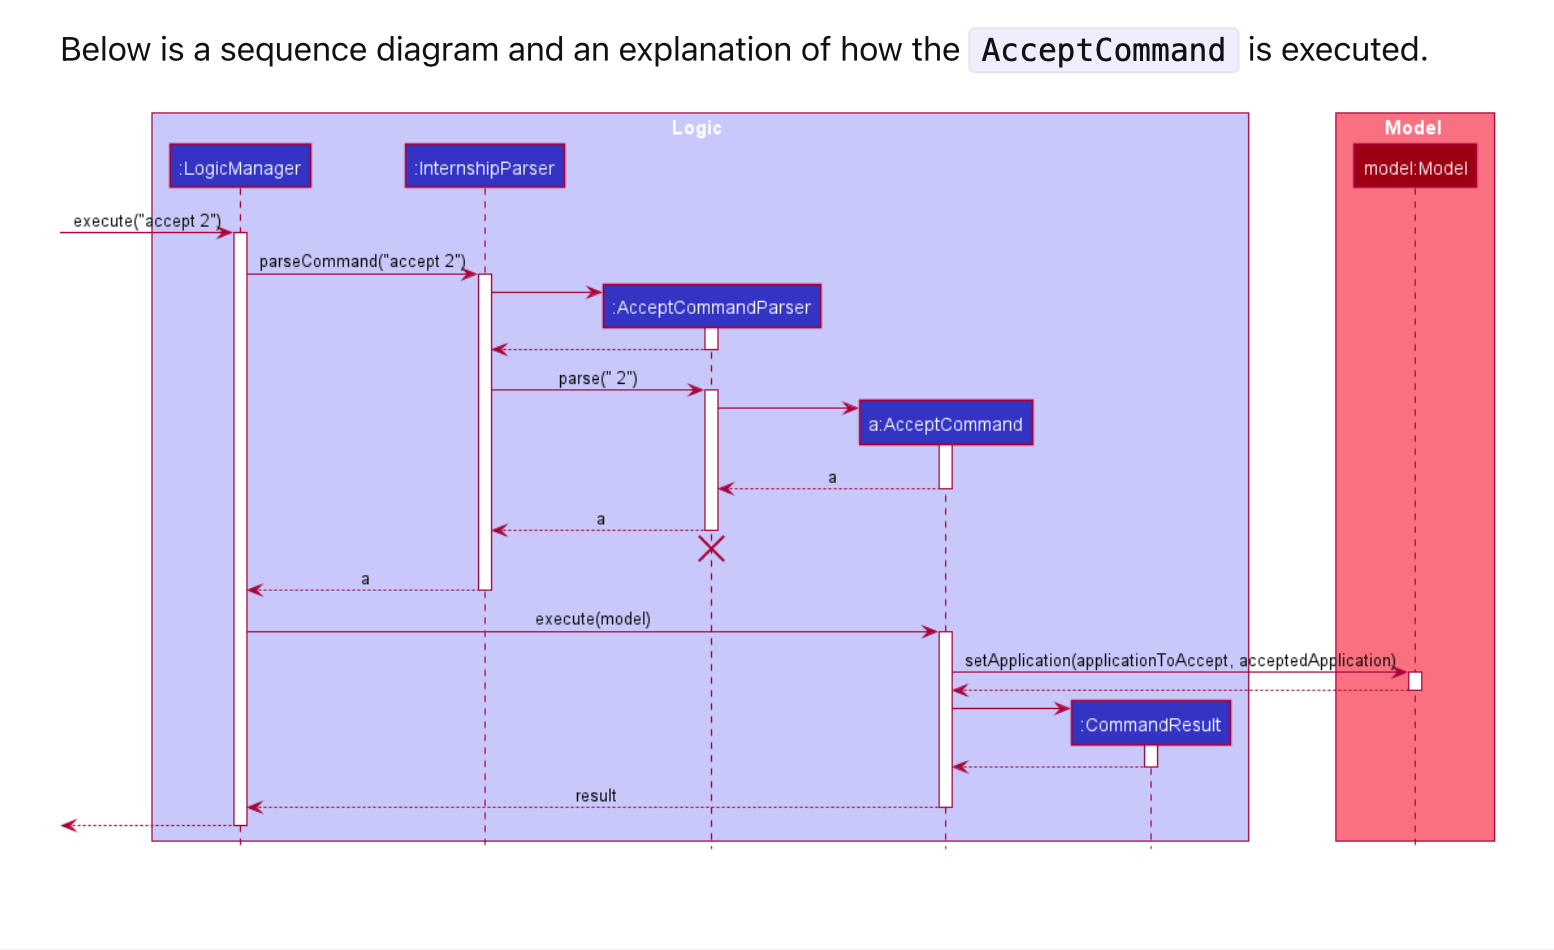 Below is a sequence diagram and an explanation of how the AcceptCommand is executed.
Logic
Model
:LogicManager
:InternshipParser
model:Model
execute("accept 2")
parseCommand("accept 2")
:AcceptCommandParser
parse(" 2")
a:AcceptCommand
a
a
a
execute(model)
setApplication(applicationToAccept, acceptedApplication)
:CommandResult
result